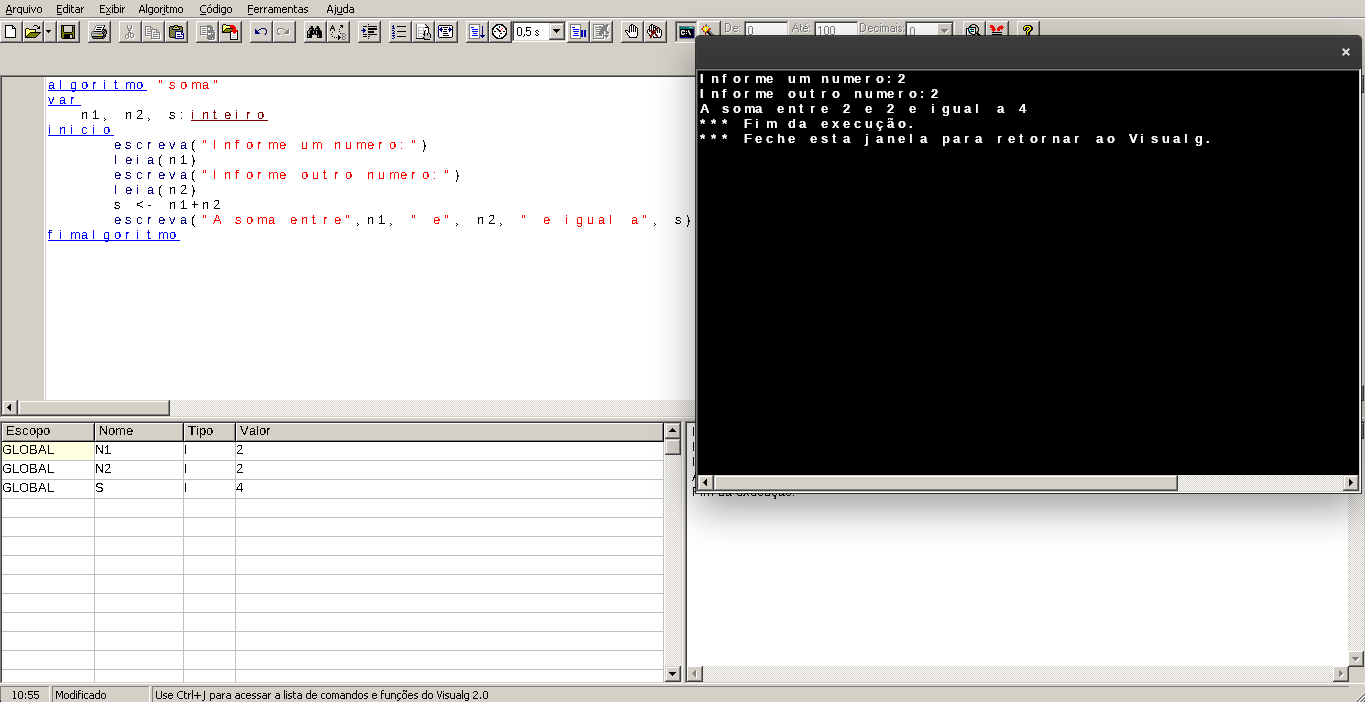 Arquivo Editar Exibir Algoritmo Código Ferramentas Ajuda
0,5 s De: 0 Até: 100 Decimais: 0
algoritmo "soma"
var
n1, n2, s:inteiro
inicio
escreva("Informe um numero:")
leia(n1)
escreva("Informe outro numero:")
leia(n2)
s <- n1+n2
escreva("A soma entre",n1, " e", n2, " e igual a", s)
fimalgoritmo
Informe um numero:2
Informe outro numero:2
A soma entre 2 e 2 e igual a 4
*** Fim da execução.
*** Feche esta janela para retornar ao Visualg.
Escopo Nome Tipo Valor
GLOBAL N1 I 2
GLOBAL N2 I 2
GLOBAL S I 4
Fim da execução.
10:55 Modificado Use Ctrl+J para acessar a lista de comandos e funções do Visualg 2.0